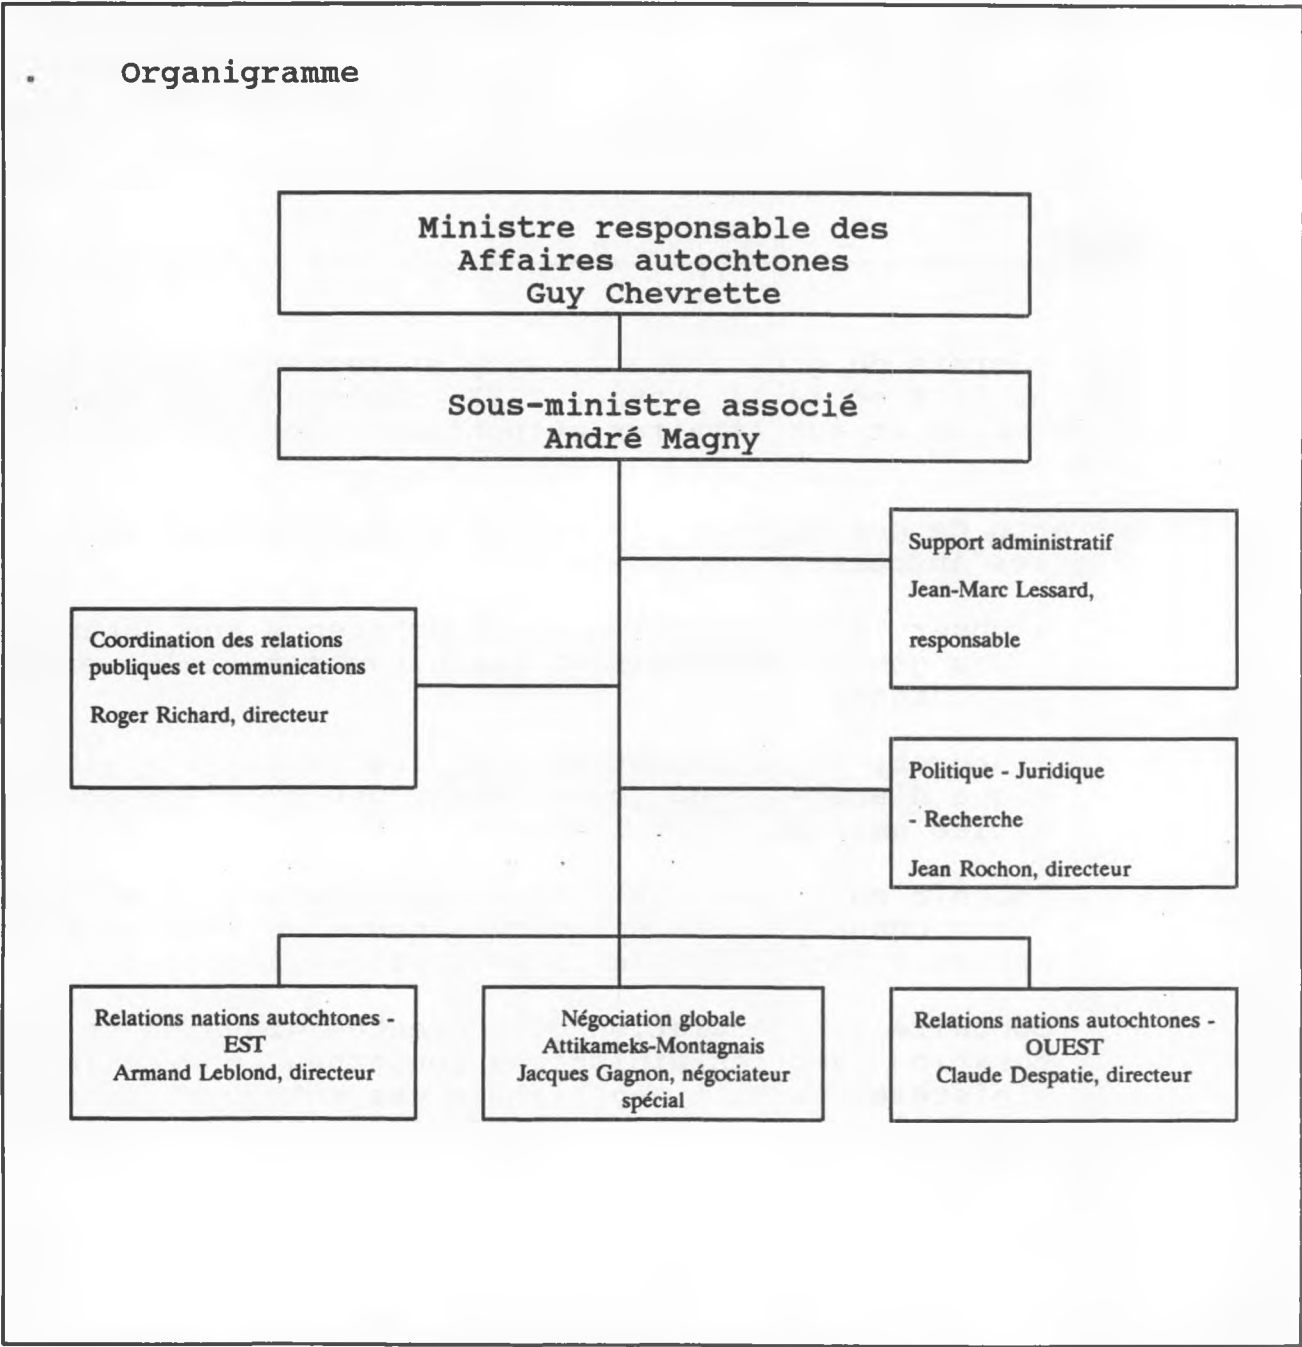 Organigramme
Ministre responsable des
Affaires autochtones
Guy Chevrette
Sous-ministre associé
André Magny
Support administratif
Jean-Marc Lessard,
responsable
Coordination des relations
publiques et communications
Roger Richard, directeur
Politique - Juridique
- Recherche
Jean Rochon, directeur
Relations nations autochtones -
EST
Armand Leblond, directeur
Négociation globale
Attikameks-Montagnais
Jacques Gagnon, négociateur
spécial
Relations nations autochtones -
OUEST
Claude Despatie, directeur